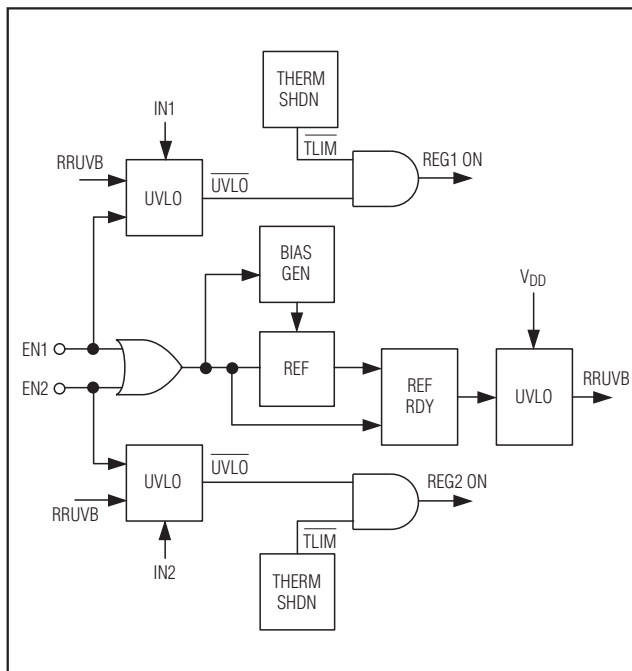 THERM
SHDN
IN1
TLIM
REG1 ON
RRUVB
UVLO
UVLO
BIAS
GEN
VDD
EN1
REF
REF
RDY
UVLO
RRUVB
EN2
UVLO
UVLO
REG2 ON
RRUVB
TLIM
IN2
THERM
SHDN